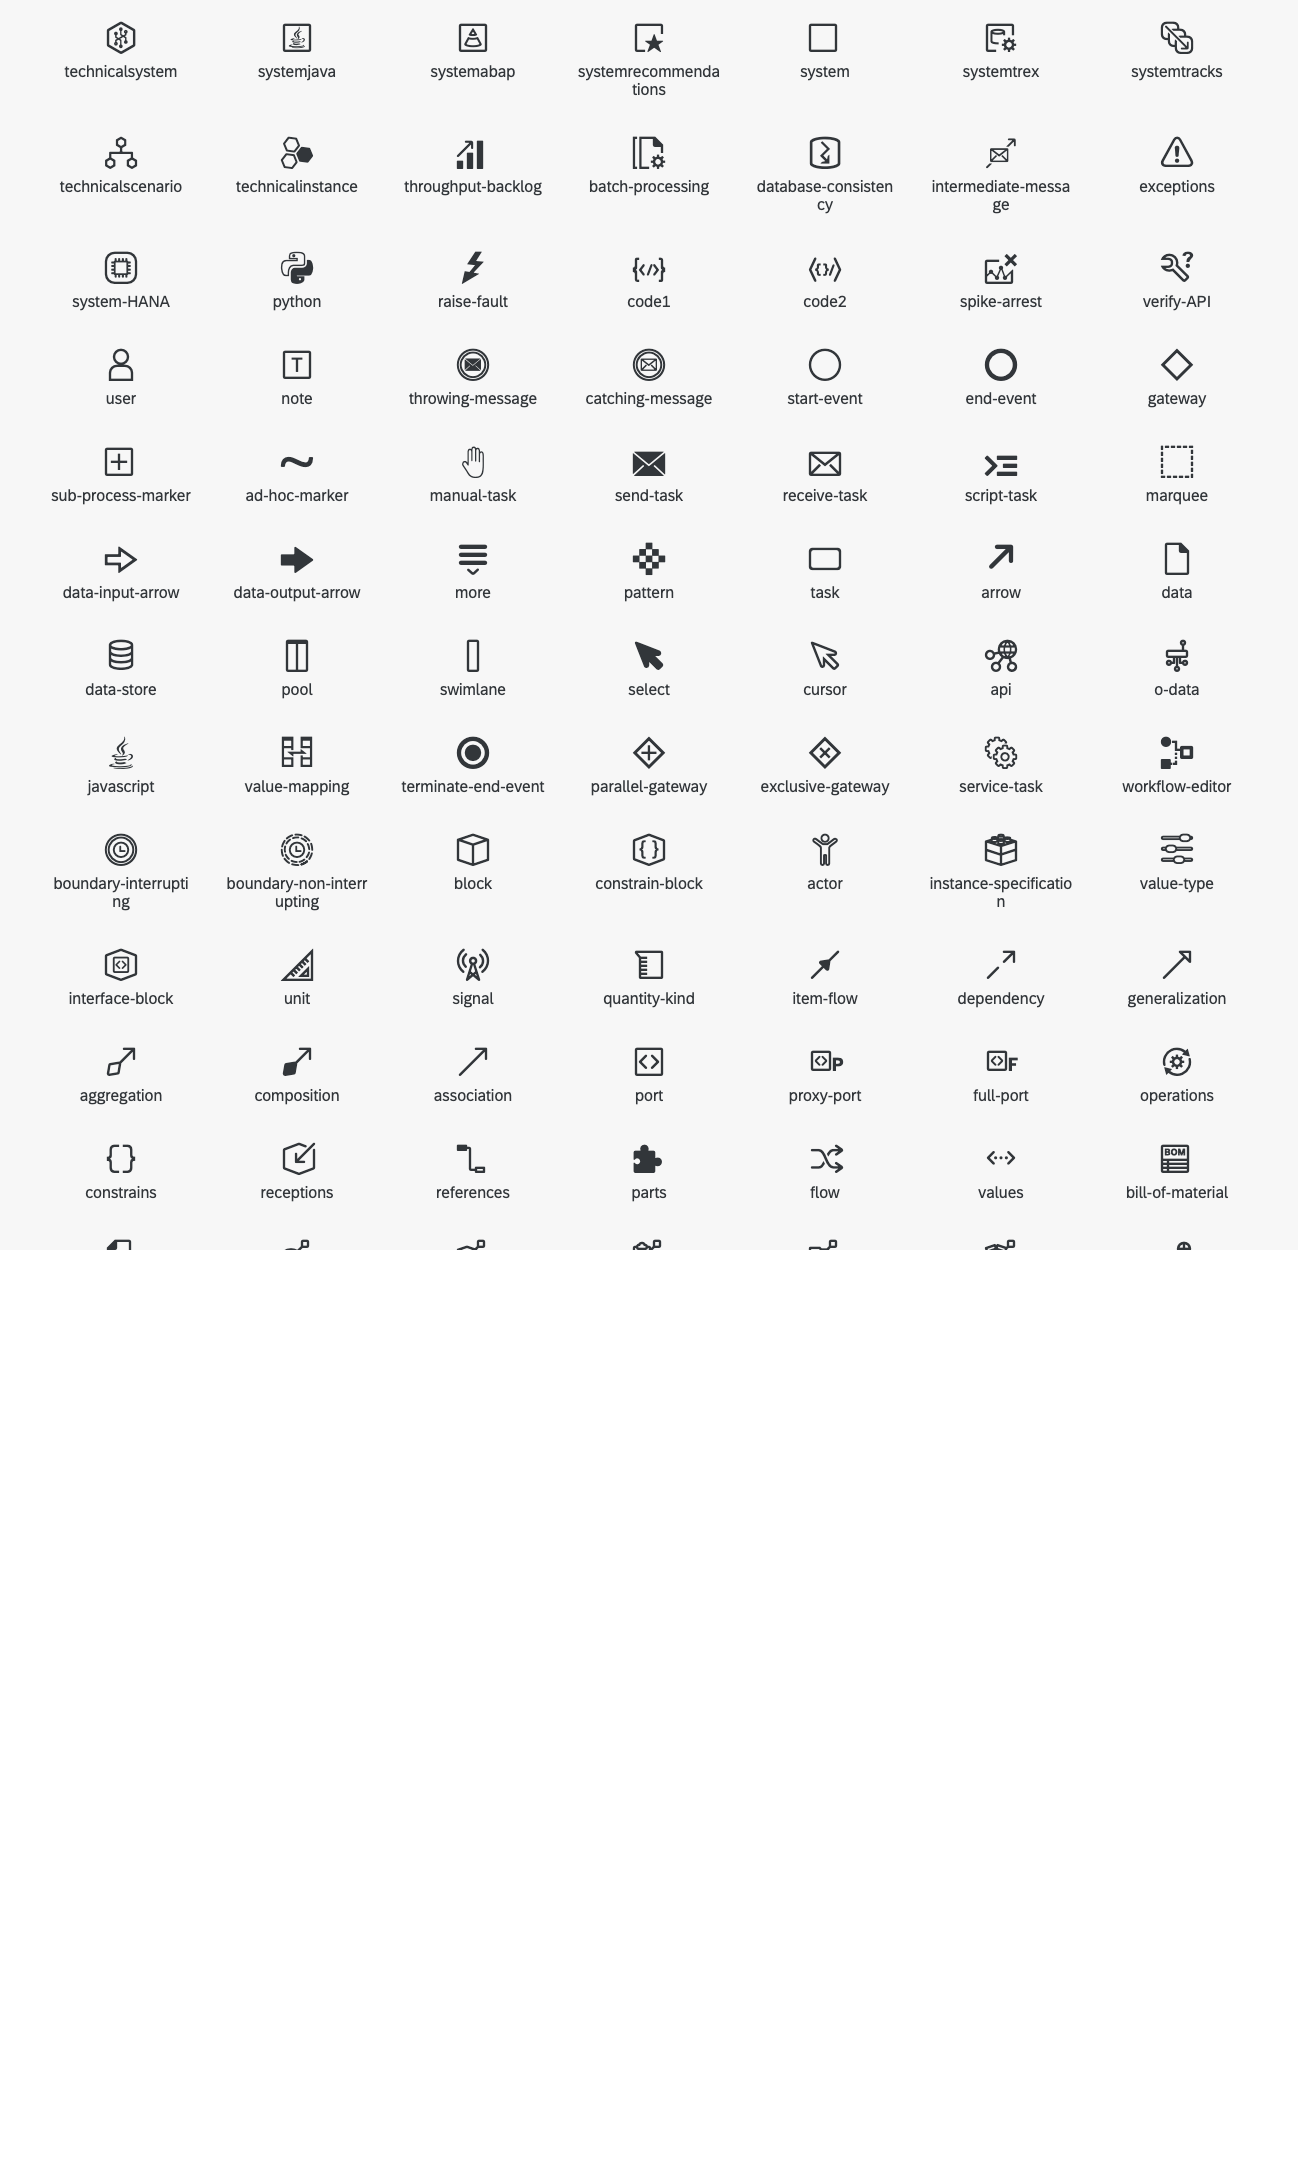 technicalsystem
systemjava
systemabap
systemrecommenda
tions
system
systemtrex
systemtracks
technicalscenario
technicalinstance
throughput-backlog
batch-processing
database-consisten
cy
intermediate-messa
ge
exceptions
system-HANA
python
raise-fault
code1
code2
spike-arrest
verify-API
user
T
note
throwing-message
catching-message
start-event
end-event
gateway
sub-process-marker
ad-hoc-marker
manual-task
send-task
receive-task
script-task
marquee
data-input-arrow
data-output-arrow
more
pattern
task
arrow
data
data-store
pool
swimlane
select
cursor
api
o-data
javascript
value-mapping
terminate-end-event
parallel-gateway
exclusive-gateway
service-task
workflow-editor
boundary-interrupti
ng
boundary-non-interr
upting
block
constrain-block
actor
instance-specificatio
n
value-type
interface-block
unit
signal
quantity-kind
item-flow
dependency
generalization
aggregation
composition
association
port
P
proxy-port
F
full-port
operations
constrains
receptions
references
parts
flow
values
BOM
bill-of-material